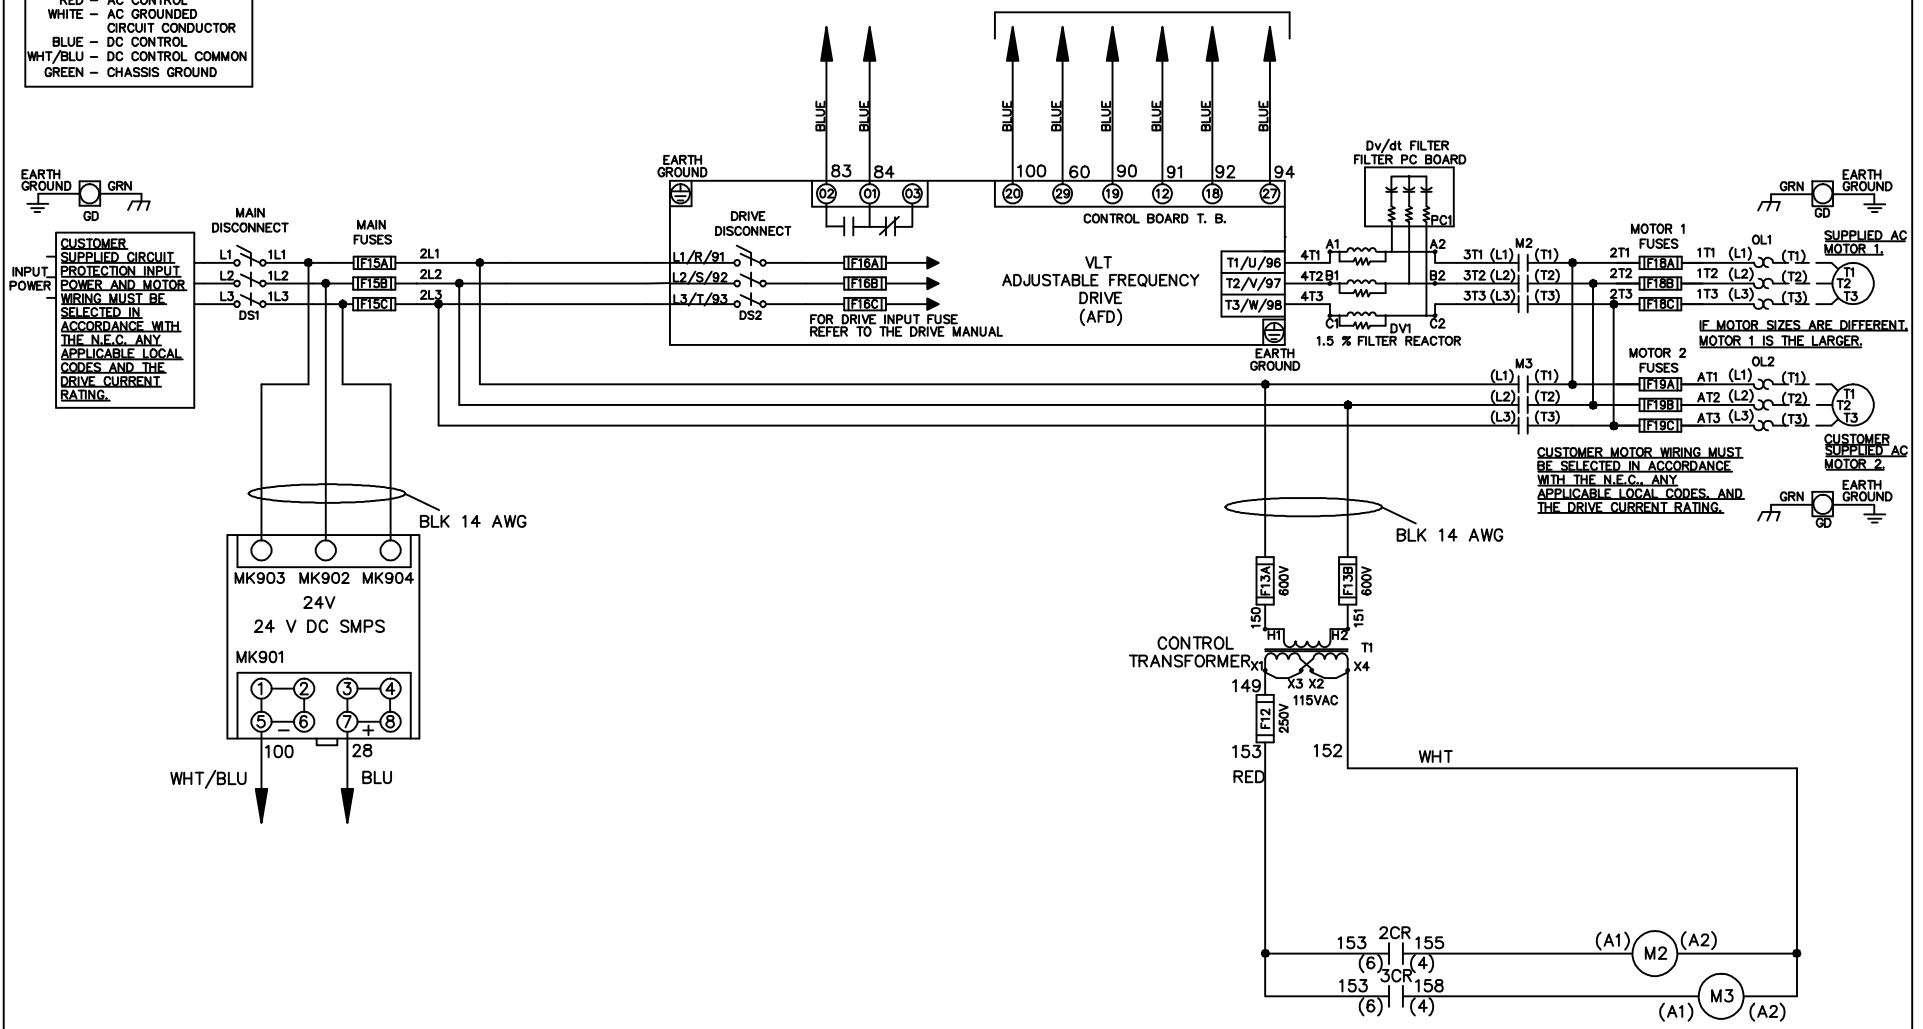 RED – AC CONTROL
WHITE – AC GROUNDED
CIRCUIT CONDUCTOR
BLUE – DC CONTROL
WHT/BLU – DC CONTROL COMMON
GREEN – CHASSIS GROUND
BLUE
BLUE
BLUE
BLUE
BLUE
BLUE
BLUE
BLUE
EARTH
GROUND
GRN
GD
EARTH
GROUND
83
84
02
01
03
100
60
90
91
92
94
20
29
19
12
18
27
CONTROL BOARD T. B.
Dv/dt FILTER
FILTER PC BOARD
PC1
GRN
EARTH
GROUND
GD
INPUT
POWER
CUSTOMER
SUPPLIED CIRCUIT
PROTECTION INPUT
POWER AND MOTOR
WIRING MUST BE
SELECTED IN
ACCORDANCE WITH
THE N.E.C. ANY
APPLICABLE LOCAL
CODES AND THE
DRIVE CURRENT
RATING.
MAIN
DISCONNECT
L1
1L1
L2
1L2
L3
1L3
DS1
MAIN
FUSES
F15A
F15B
F15C
2L1
2L2
2L3
L1/R/91
L2/S/92
L3/T/93
DRIVE
DISCONNECT
DS2
F16A
F16B
F16C
FOR DRIVE INPUT FUSE
REFER TO THE DRIVE MANUAL
VLT
ADJUSTABLE FREQUENCY
DRIVE
(AFD)
T1/U/96
T2/V/97
T3/W/98
EARTH
GROUND
4T1
4T2
4T3
A1
B1
C1
A2
B2
C2
DV1
1.5 % FILTER REACTOR
3T1 (L1)
3T2 (L2)
3T3 (L3)
M2
(T1)
(T2)
(T3)
2T1
2T2
2T3
MOTOR 1
FUSES
F18A
F18B
F18C
1T1 (L1)
1T2 (L2)
1T3 (L3)
OL1
(T1)
(T2)
(T3)
T1
T2
T3
SUPPLIED AC
MOTOR 1.
IF MOTOR SIZES ARE DIFFERENT,
MOTOR 1 IS THE LARGER.
M3
(L1)
(L2)
(L3)
(T1)
(T2)
(T3)
MOTOR 2
FUSES
F19A
F19B
F19C
AT1 (L1)
AT2 (L2)
AT3 (L3)
OL2
(T1)
(T2)
(T3)
T1
T2
T3
CUSTOMER
SUPPLIED AC
MOTOR 2.
CUSTOMER MOTOR WIRING MUST
BE SELECTED IN ACCORDANCE
WITH THE N.E.C., ANY
APPLICABLE LOCAL CODES, AND
THE DRIVE CURRENT RATING.
GRN
EARTH
GROUND
GD
BLK 14 AWG
BLK 14 AWG
MK903
MK902
MK904
24V
24 V DC SMPS
MK901
1
2
3
4
5
6
7
8
–
+
100
28
WHT/BLU
BLU
F13A
600V
F13B
600V
150
151
H1
H2
T1
CONTROL
TRANSFORMER
X1
X3 X2
X4
115VAC
149
F12
250V
153
RED
152
WHT
2CR
153
155
(6)
(4)
(A1)
M2
(A2)
3CR
153
158
(6)
(4)
(A1)
M3
(A2)